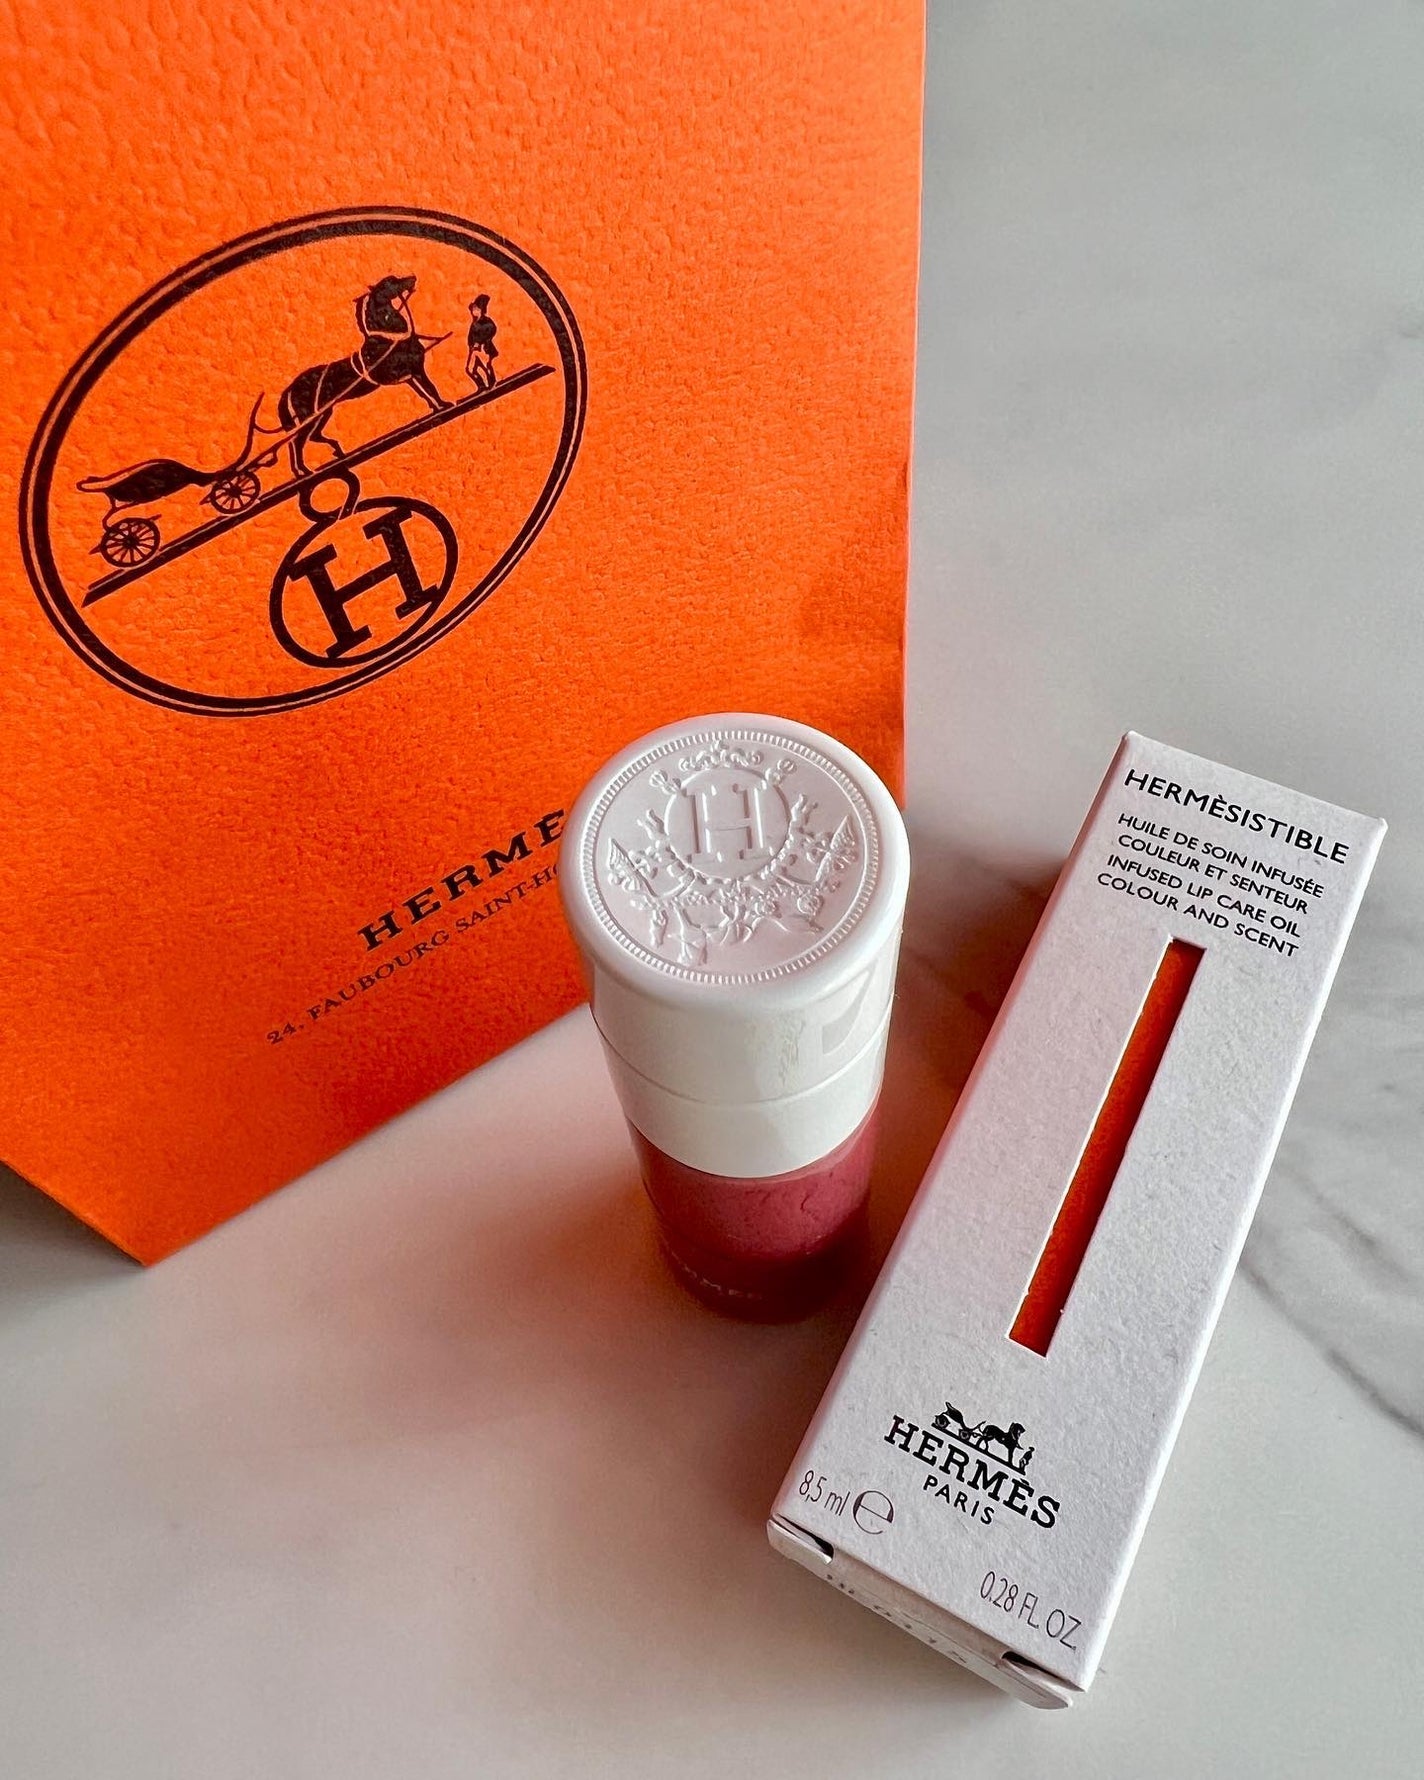 H
HERMÈ
24, FAUBOURG SAINT-HO
H
HERMÈSISTIBLE
HUILE DE SOIN INFUSÉE
COULEUR ET SENTEUR
INFUSED LIP CARE OIL
COLOUR AND SCENT
HERMÈS
PARIS
8,5 ml ℮
0.28 FL. OZ.